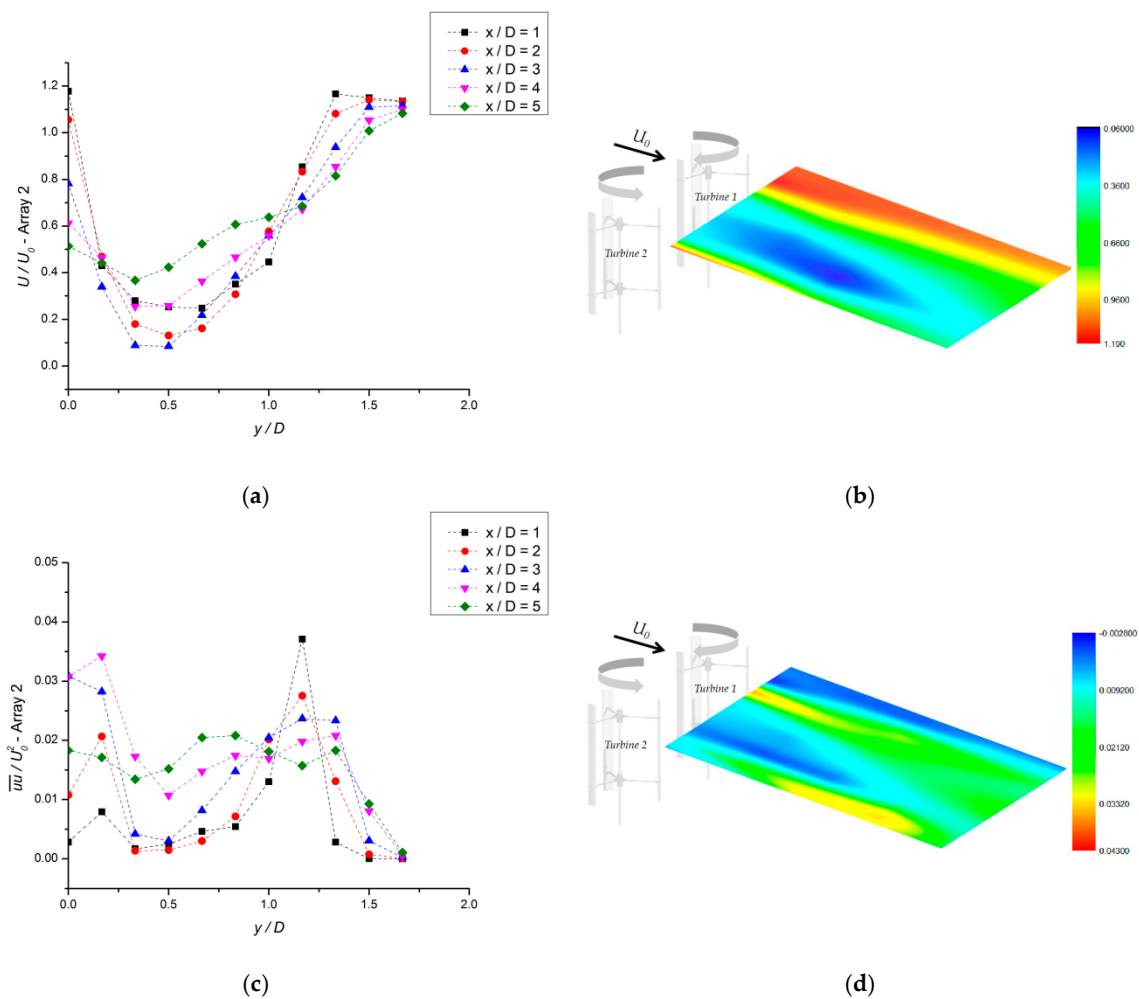 x / D = 1
x / D = 2
x / D = 3
x / D = 4
x / D = 5
U / U0 - Array 2
1.2
1.0
0.8
0.6
0.4
0.2
0.0
0.0
0.5
1.0
1.5
2.0
y / D
(a)
U0
Turbine 1
Turbine 2
0.06000
0.3600
0.6600
0.9600
1.190
(b)
x / D = 1
x / D = 2
x / D = 3
x / D = 4
x / D = 5
uu / U0² - Array 2
0.05
0.04
0.03
0.02
0.01
0.00
0.0
0.5
1.0
1.5
2.0
y / D
(c)
U0
Turbine 1
Turbine 2
-0.002800
0.009200
0.02120
0.03320
0.04300
(d)